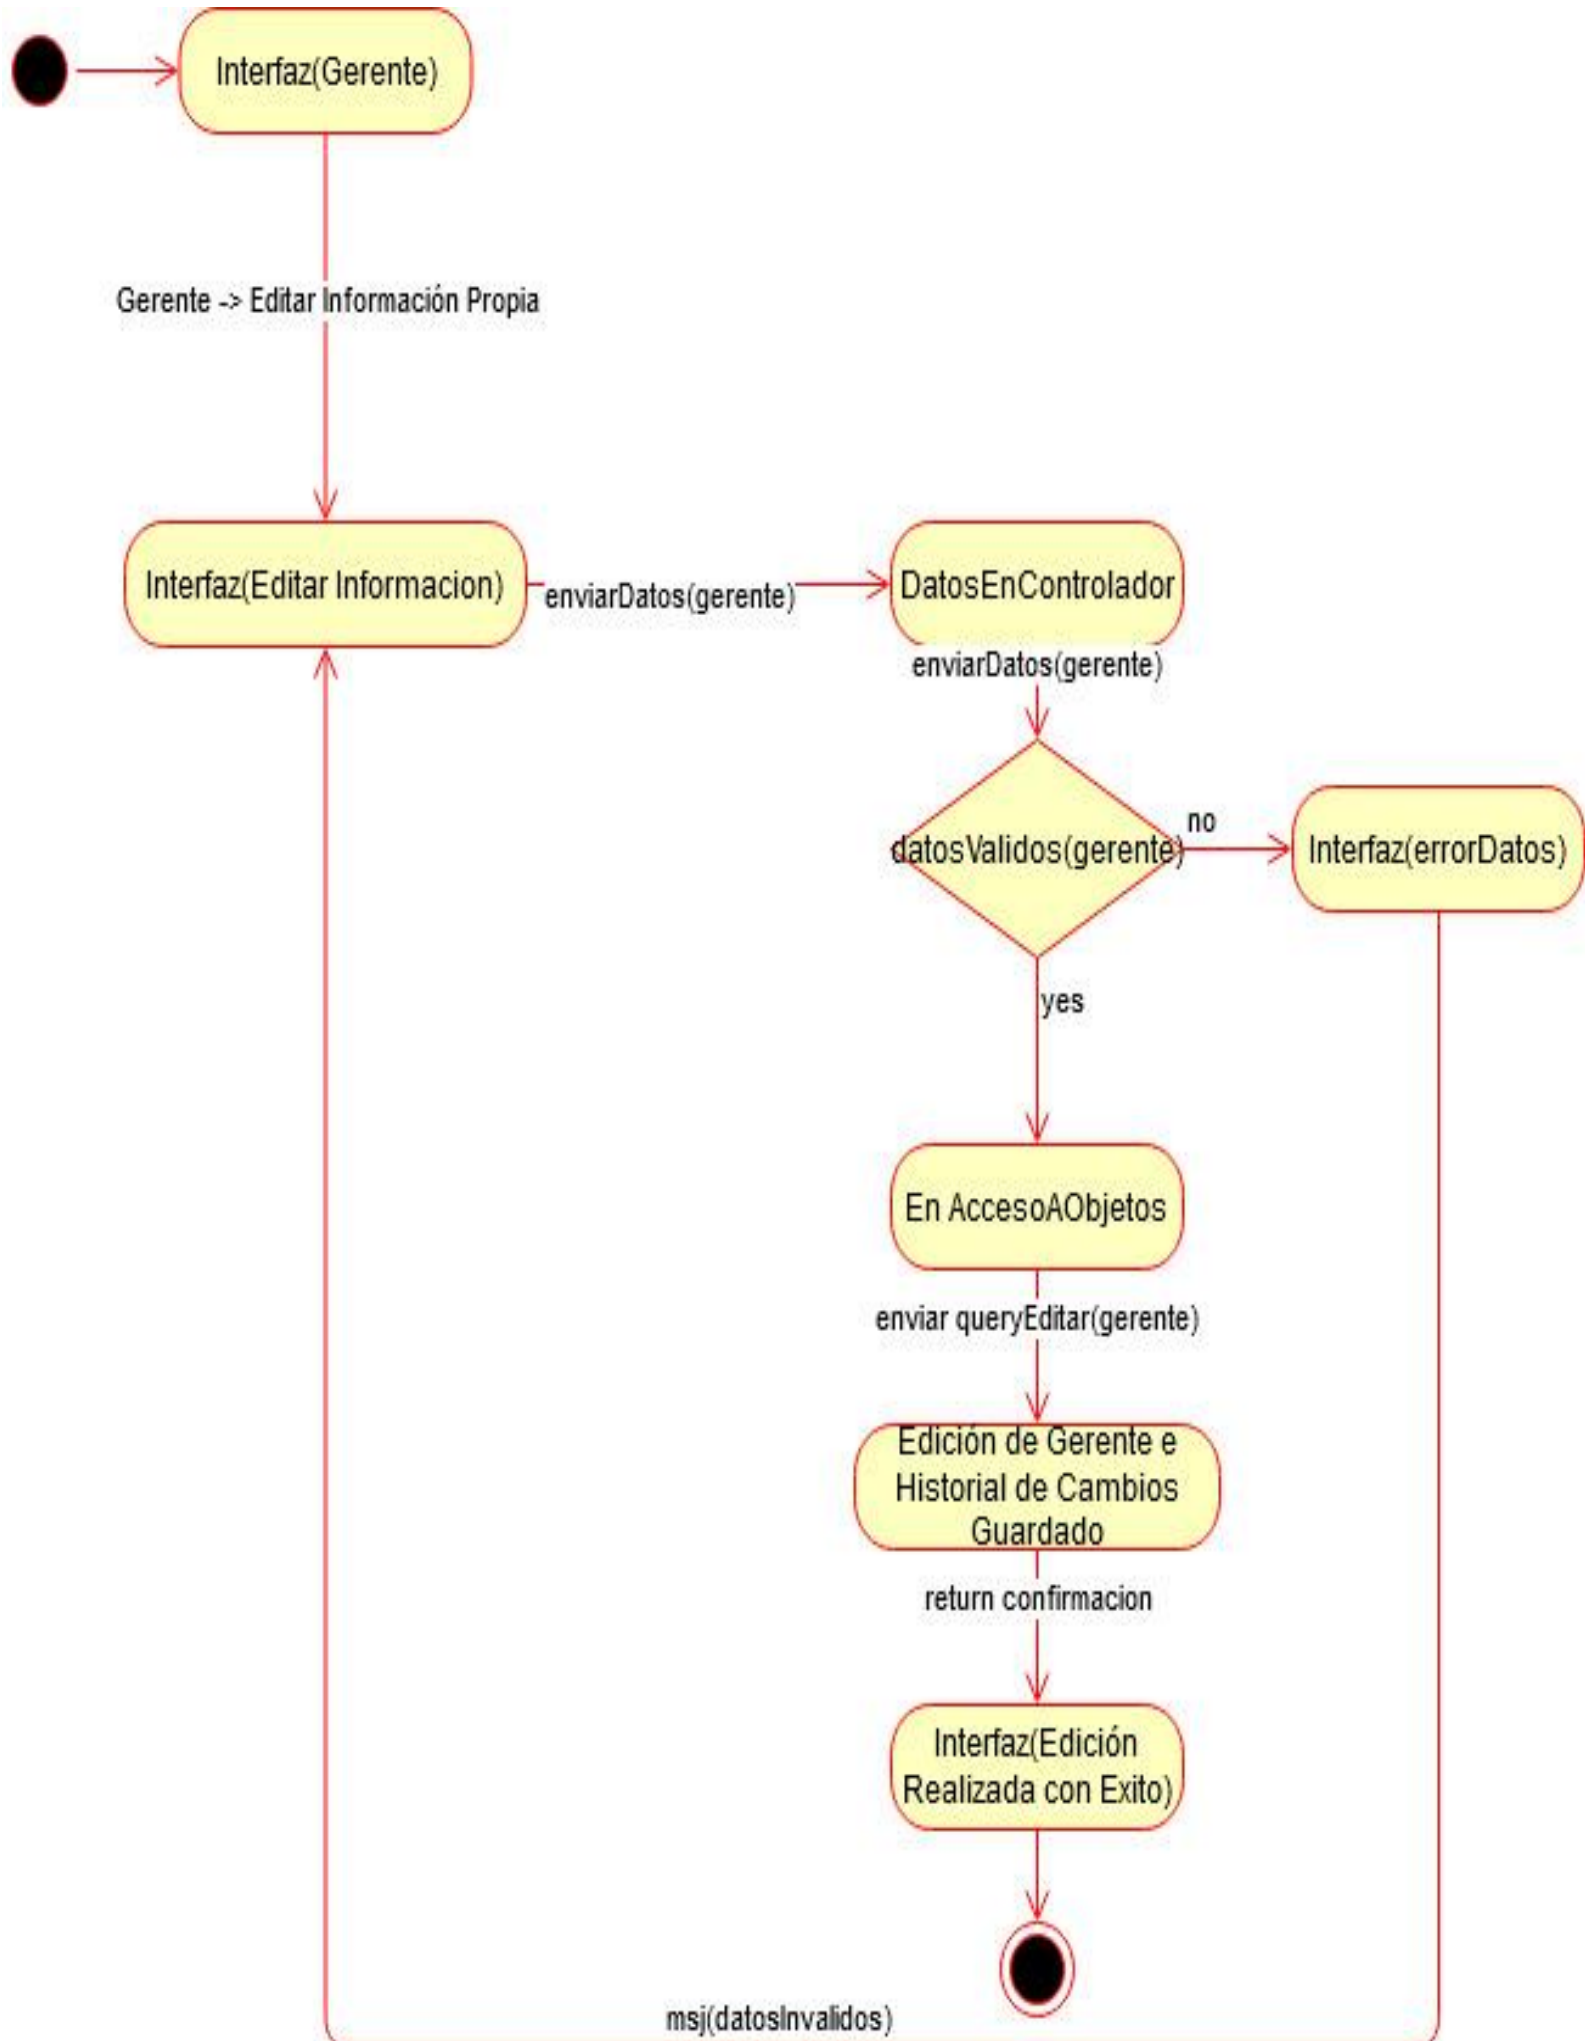 Interfaz(Gerente)
Gerente -> Editar Información Propia
Interfaz(Editar Informacion)
enviarDatos(gerente)
DatosEnControlador
enviarDatos(gerente)
datosValidos(gerente)
no
Interfaz(errorDatos)
yes
En AccesoAObjetos
enviar queryEditar(gerente)
Edición de Gerente e
Historial de Cambios
Guardado
return confirmacion
Interfaz(Edición
Realizada con Exito)
msj(datosInvalidos)